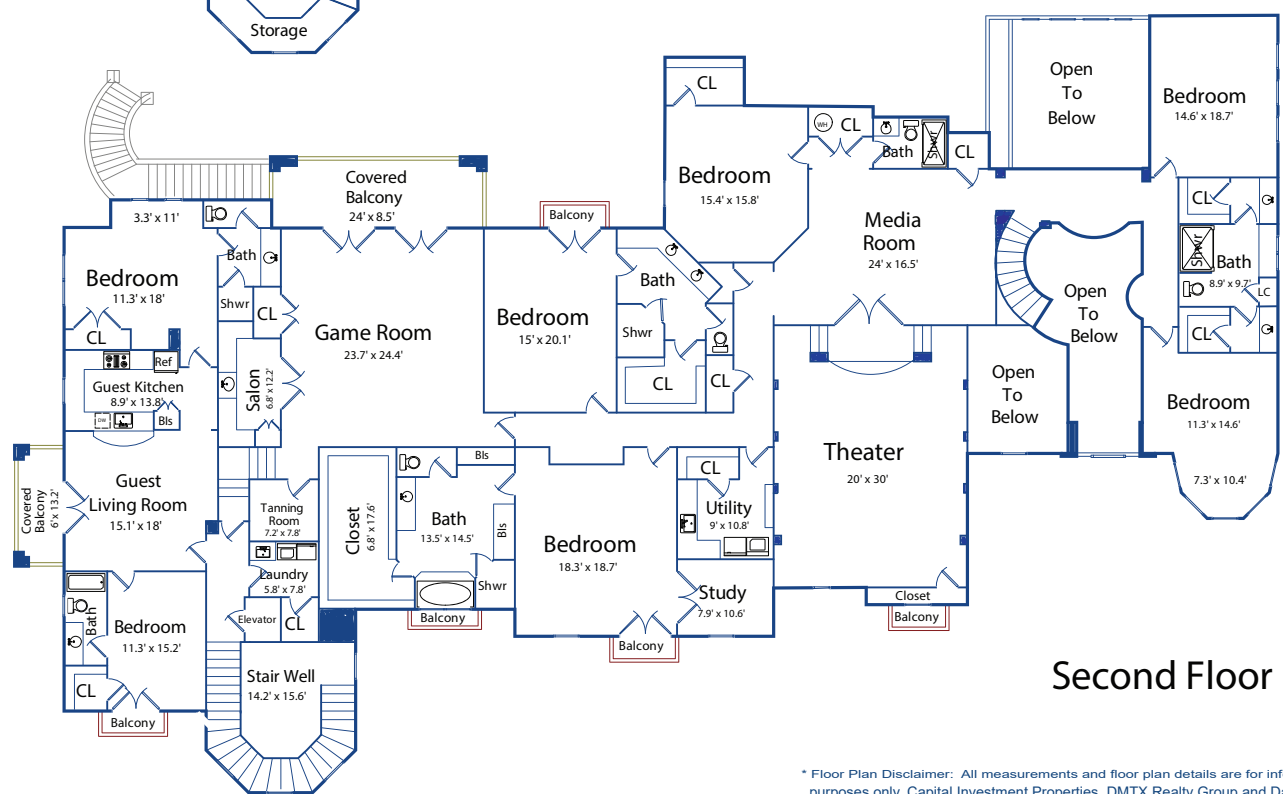 Storage
CL
Open
To
Below
Bedroom
14.6' x 18.7'
WH
CL
Bath
Shwr
CL
Covered
Balcony
24' x 8.5'
Bedroom
15.4' x 15.8'
3.3' x 11'
Balcony
CL
Media
Room
24' x 16.5'
Bath
Bedroom
11.3' x 18'
Shwr
CL
Bath
Shwr
Bath
8.9' x 9.7'
LC
Open
To
Below
Game Room
23.7' x 24.4'
Bedroom
15' x 20.1'
Shwr
CL
CL
CL
CL
Ref
Guest Kitchen
8.9' x 13.8'
DW
Bls
Salon
6.8' x 12.2'
Open
To
Below
Bedroom
11.3' x 14.6'
7.3' x 10.4'
Guest
Living Room
15.1' x 18'
Covered
Balcony
6' x 13.2'
Bls
CL
Theater
20' x 30'
Tanning
Room
7.2' x 7.8'
Closet
6.8' x 17.6'
Bath
13.5' x 14.5'
Bls
Utility
9' x 10.8'
Bedroom
18.3' x 18.7'
Laundry
5.8' x 7.8'
Shwr
Study
7.9' x 10.6'
Closet
Balcony
Balcony
Balcony
Elevator
CL
Bath
Bedroom
11.3' x 15.2'
CL
Balcony
Stair Well
14.2' x 15.6'
Second Floor
* Floor Plan Disclaimer: All measurements and floor plan details are for inf
purposes only. Capital Investment Properties, DMTX Realty Group and Da